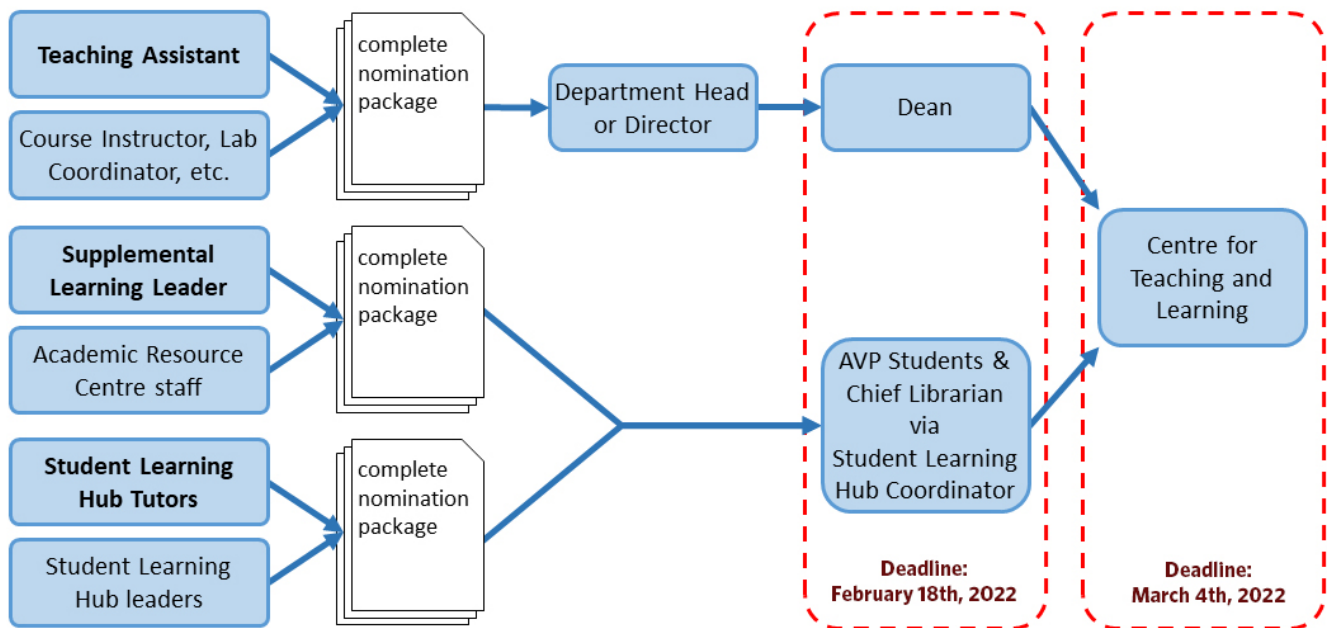 Teaching Assistant
Course Instructor, Lab
Coordinator, etc.
complete
nomination
package
Department Head
or Director
Dean
Supplemental
Learning Leader
Academic Resource
Centre staff
complete
nomination
package
Student Learning
Hub Tutors
Student Learning
Hub leaders
complete
nomination
package
AVP Students &
Chief Librarian
via
Student Learning
Hub Coordinator
Deadline:
February 18th, 2022
Centre for
Teaching and
Learning
Deadline:
March 4th, 2022